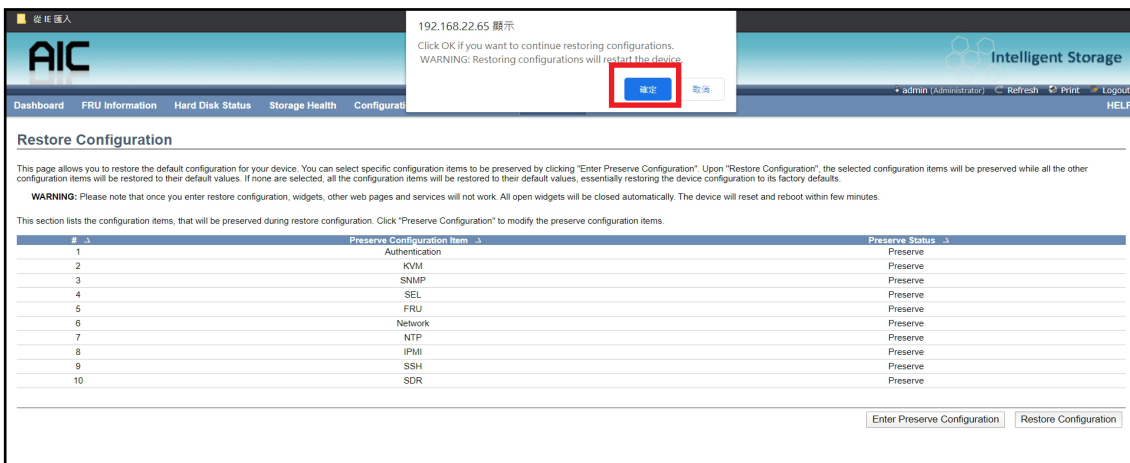 從 IE 匯入
192.168.22.65 顯示
Click OK if you want to continue restoring configurations.
WARNING: Restoring configurations will restart the device.
確定 取消
AIC
Intelligent Storage
admin (Administrator) Refresh Print Logout
Dashboard FRU Information Hard Disk Status Storage Health Configurati
HELP
Restore Configuration
This page allows you to restore the default configuration for your device. You can select specific configuration items to be preserved by clicking "Enter Preserve Configuration". Upon "Restore Configuration", the selected configuration items will be preserved while all the other
configuration items will be restored to their default values. If none are selected, all the configuration items will be restored to their default values, essentially restoring the device configuration to its factory defaults.
WARNING: Please note that once you enter restore configuration, widgets, other web pages and services will not work. All open widgets will be closed automatically. The device will reset and reboot within few minutes.
This section lists the configuration items, that will be preserved during restore configuration. Click "Preserve Configuration" to modify the preserve configuration items.
# Preserve Configuration Item Preserve Status
1 Authentication Preserve
2 KVM Preserve
3 SNMP Preserve
4 SEL Preserve
5 FRU Preserve
6 Network Preserve
7 NTP Preserve
8 IPMI Preserve
9 SSH Preserve
10 SDR Preserve
Enter Preserve Configuration Restore Configuration